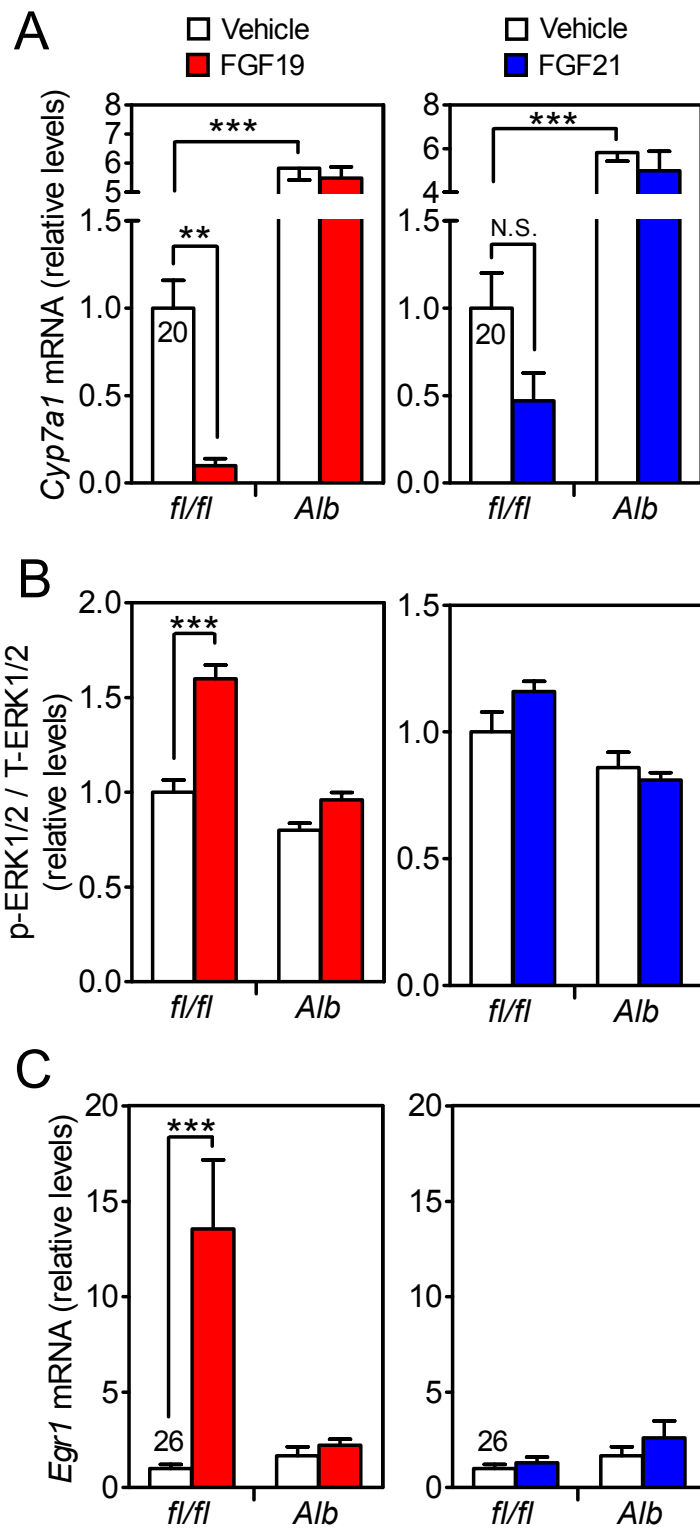 A
Vehicle
FGF19
Vehicle
FGF21
Cyp7a1 mRNA (relative levels)
8
7
6
5
1.5
1.0
0.5
0.0
***
**
20
fl/fl
Alb
8
6
4
1.5
1.0
0.5
0.0
***
N.S.
20
fl/fl
Alb
B
p-ERK1/2 / T-ERK1/2
(relative levels)
2.0
1.5
1.0
0.5
0.0
***
fl/fl
Alb
1.5
1.0
0.5
0.0
fl/fl
Alb
C
Egr1 mRNA (relative levels)
20
15
10
5
0
***
26
fl/fl
Alb
20
15
10
5
0
26
fl/fl
Alb